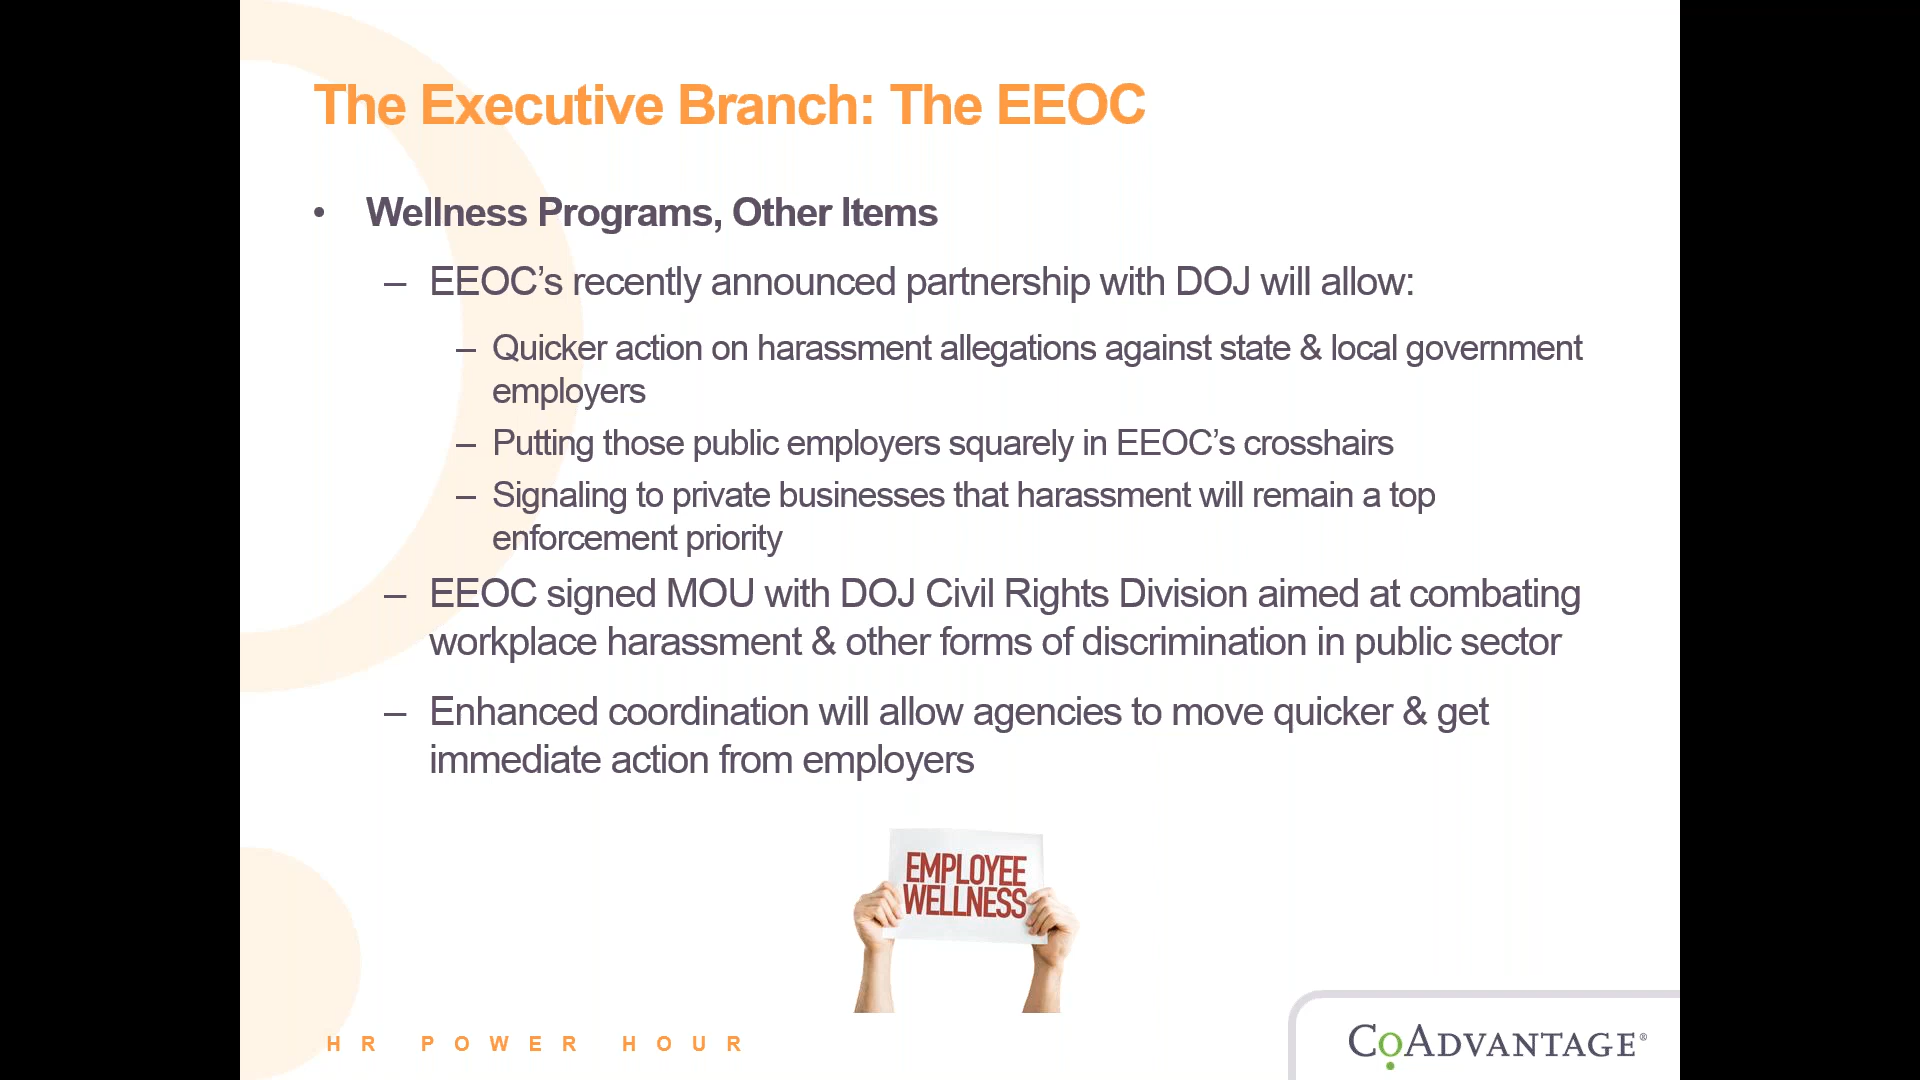 The Executive Branch: The EEOC
• Wellness Programs, Other Items
– EEOC’s recently announced partnership with DOJ will allow:
– Quicker action on harassment allegations against state & local government
employers
– Putting those public employers squarely in EEOC’s crosshairs
– Signaling to private businesses that harassment will remain a top
enforcement priority
– EEOC signed MOU with DOJ Civil Rights Division aimed at combating
workplace harassment & other forms of discrimination in public sector
– Enhanced coordination will allow agencies to move quicker & get
immediate action from employers
EMPLOYEE
WELLNESS
HR POWER HOUR
CoAdvantage®